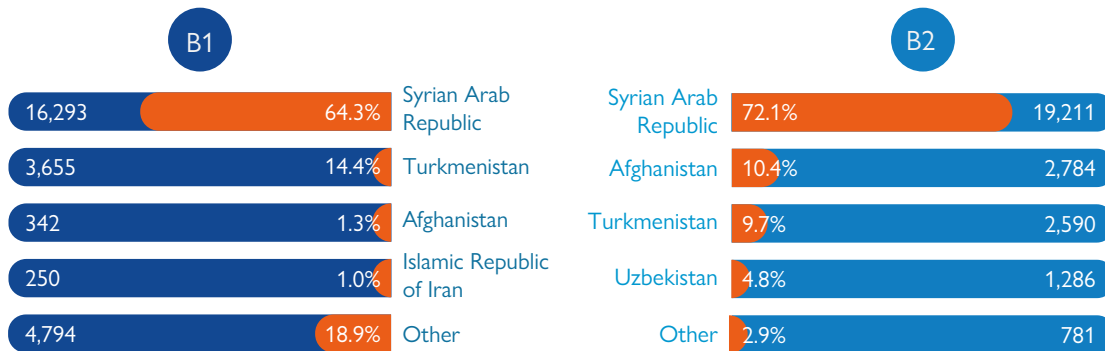 B1
16,293 64.3% Syrian Arab
Republic
3,655 14.4% Turkmenistan
342 1.3% Afghanistan
250 1.0% Islamic Republic
of Iran
4,794 18.9% Other
B2
Syrian Arab
Republic 72.1% 19,211
Afghanistan 10.4% 2,784
Turkmenistan 9.7% 2,590
Uzbekistan 4.8% 1,286
Other 2.9% 781